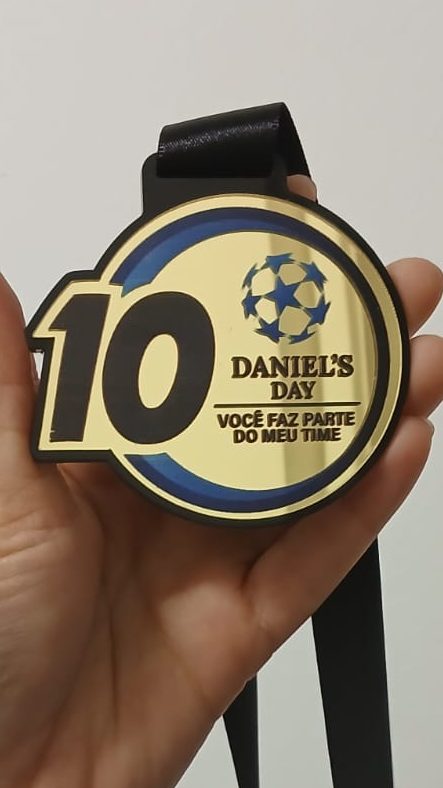 10
DANIEL'S
DAY
VOCÊ FAZ PARTE
DO MEU TIME